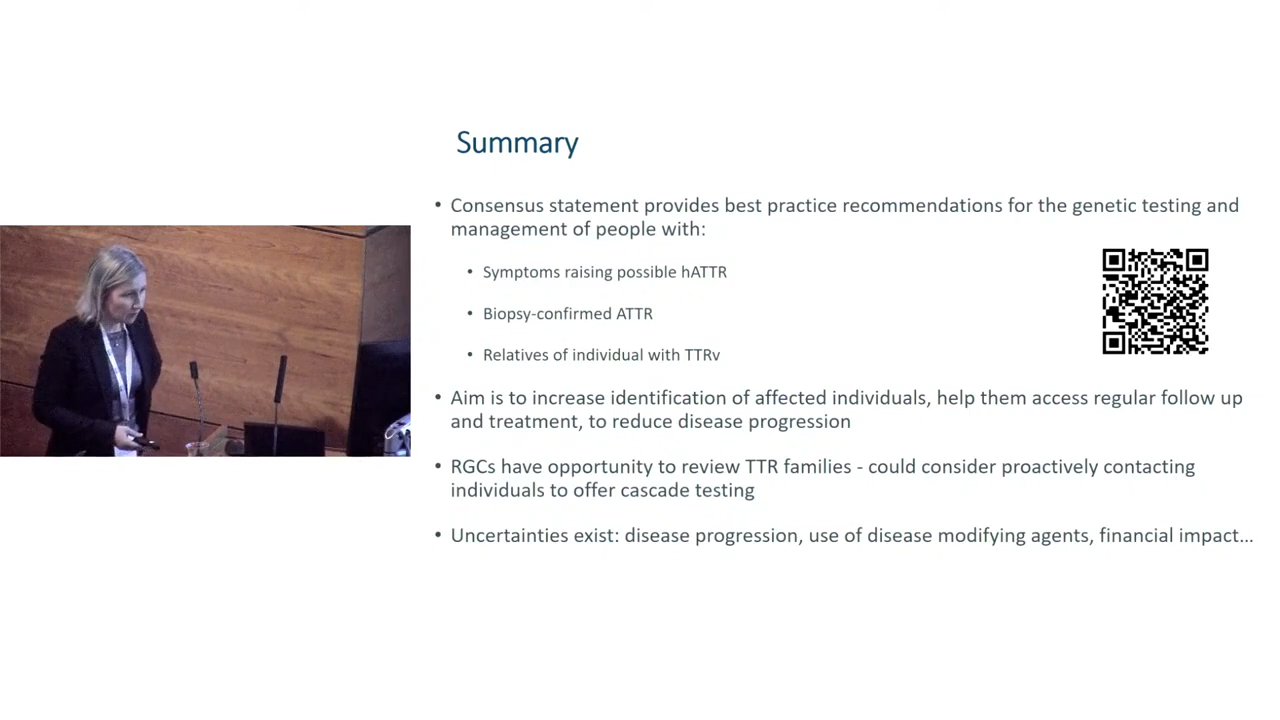 Summary
• Consensus statement provides best practice recommendations for the genetic testing and
management of people with:
• Symptoms raising possible hATTR
• Biopsy-confirmed ATTR
• Relatives of individual with TTRv
• Aim is to increase identification of affected individuals, help them access regular follow up
and treatment, to reduce disease progression
• RGCs have opportunity to review TTR families - could consider proactively contacting
individuals to offer cascade testing
• Uncertainties exist: disease progression, use of disease modifying agents, financial impact...